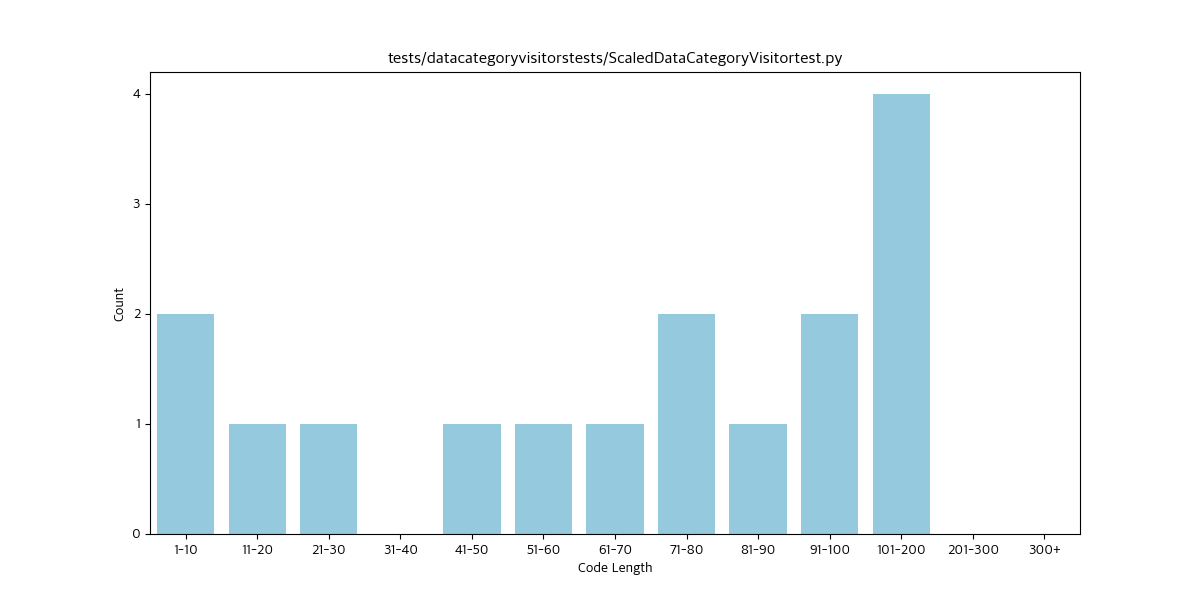 tests/datacategoryvisitorstests/ScaledDataCategoryVisitortest.py
4
3
2
1
0
Count
1-10 11-20 21-30 31-40 41-50 51-60 61-70 71-80 81-90 91-100 101-200 201-300 300+
Code Length